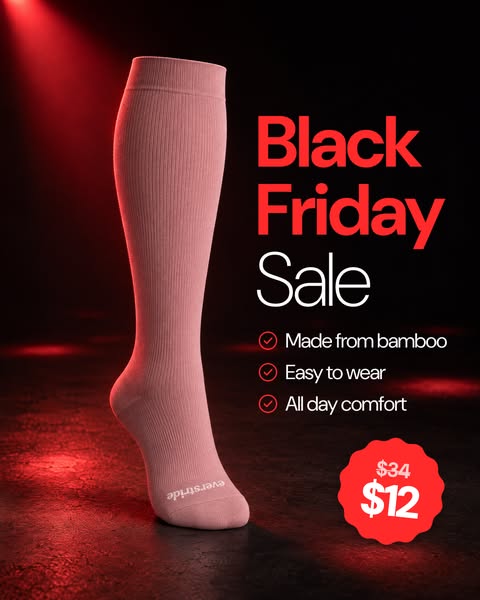 Black
Friday
Sale
Made from bamboo
Easy to wear
All day comfort
everstride
$34
$12